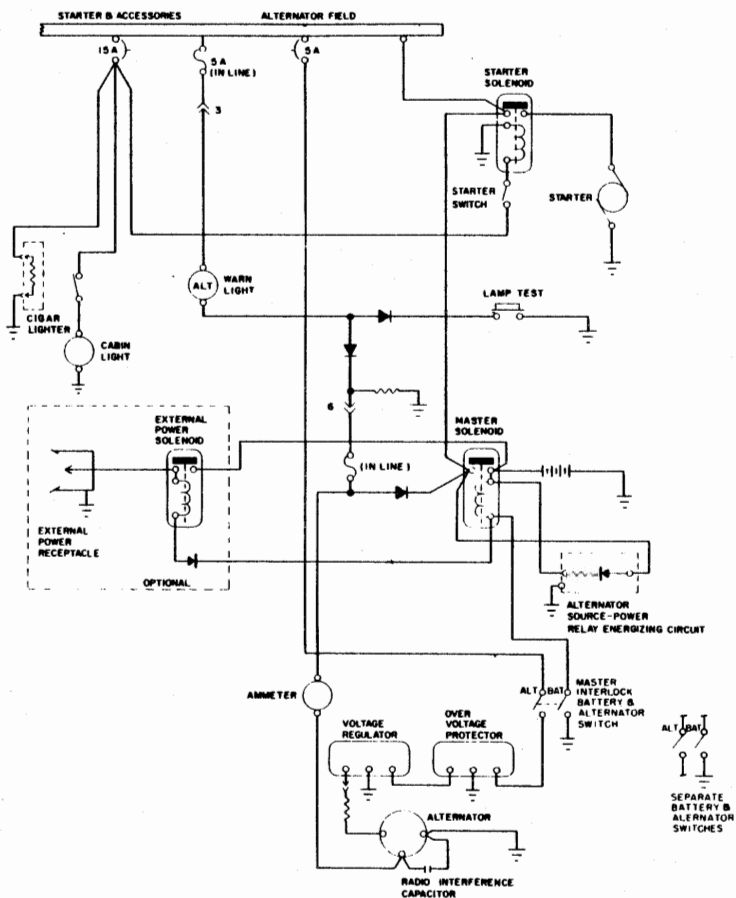 STARTER & ACCESSORIES
ALTERNATOR FIELD
15A
5A
(IN LINE)
5A
3
STARTER
SOLENOID
STARTER
SWITCH
STARTER
ALT
WARN
LIGHT
LAMP TEST
CIGAR
LIGHTER
CABIN
LIGHT
6
EXTERNAL
POWER
SOLENOID
MASTER
SOLENOID
(IN LINE)
EXTERNAL
POWER
RECEPTACLE
OPTIONAL
ALTERNATOR
SOURCE-POWER
RELAY ENERGIZING CIRCUIT
AMMETER
ALT
BAT
MASTER
INTERLOCK
BATTERY &
ALTERNATOR
SWITCH
VOLTAGE
REGULATOR
OVER
VOLTAGE
PROTECTOR
ALT
BAT
SEPARATE
BATTERY &
ALERNATOR
SWITCHES
ALTERNATOR
RADIO INTERFERENCE
CAPACITOR